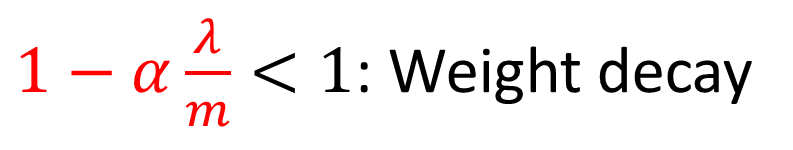 1 − α λ/m < 1: Weight decay